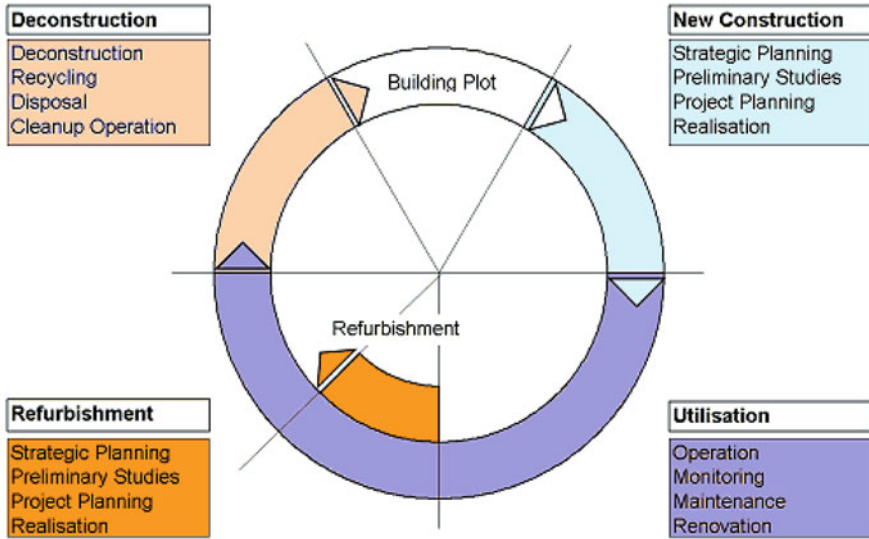 Deconstruction
Deconstruction
Recycling
Disposal
Cleanup Operation
Building Plot
New Construction
Strategic Planning
Preliminary Studies
Project Planning
Realisation
Refurbishment
Refurbishment
Strategic Planning
Preliminary Studies
Project Planning
Realisation
Utilisation
Operation
Monitoring
Maintenance
Renovation